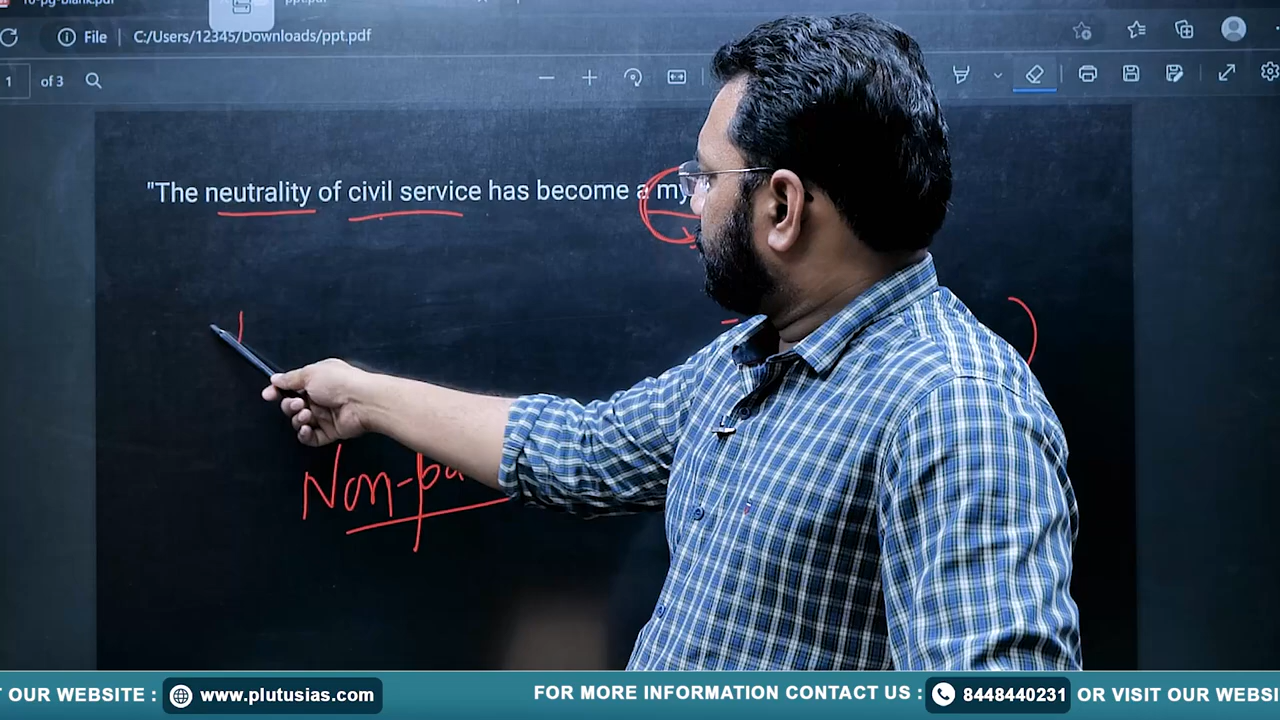 File C:/Users/12345/Downloads/ppt.pdf
1 of 3
"The neutrality of civil service has become a my
Non-pa
T OUR WEBSITE : www.plutusias.com FOR MORE INFORMATION CONTACT US : 8448440231 OR VISIT OUR WEBSI